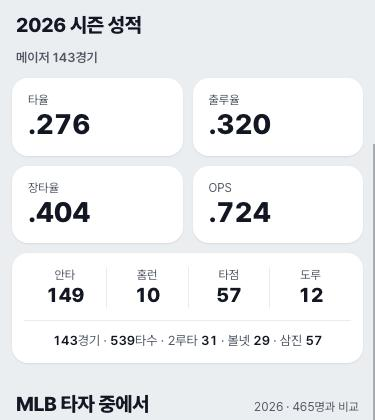 2026 시즌 성적
메이저 143경기
타율 출루율
.276 .320
장타율 OPS
.404 .724
안타 홈런 타점 도루
149 10 57 12
143경기 · 539타수 · 2루타 31 · 볼넷 29 · 삼진 57
MLB 타자 중에서 2026 · 465명과 비교